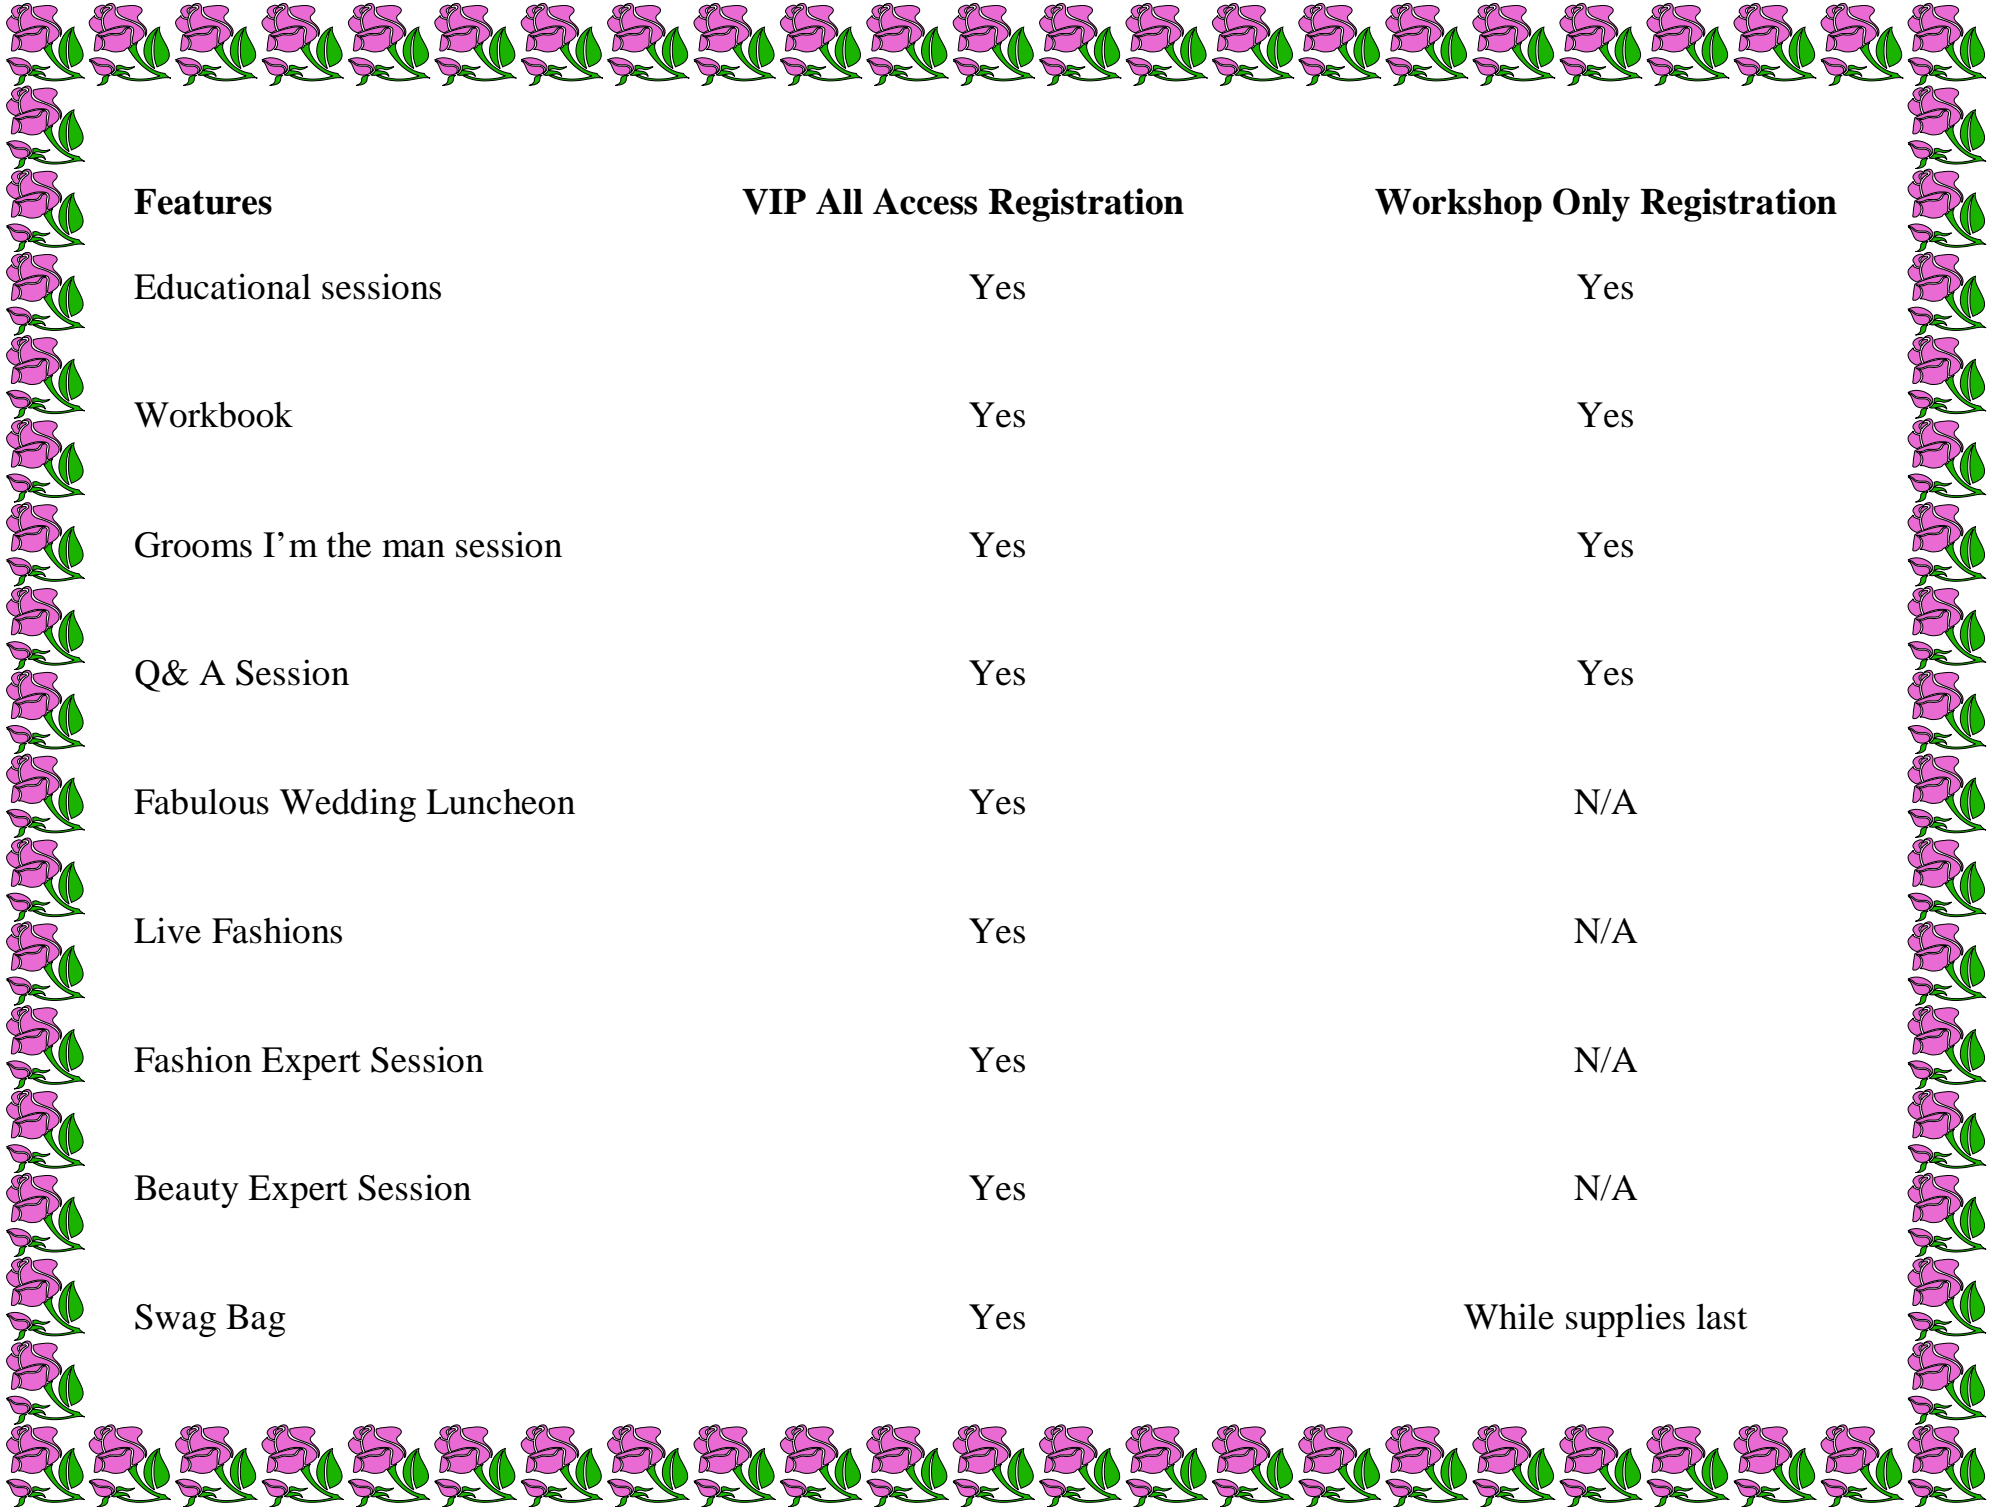 Features VIP All Access Registration Workshop Only Registration
Educational sessions Yes Yes
Workbook Yes Yes
Grooms I’m the man session Yes Yes
Q& A Session Yes Yes
Fabulous Wedding Luncheon Yes N/A
Live Fashions Yes N/A
Fashion Expert Session Yes N/A
Beauty Expert Session Yes N/A
Swag Bag Yes While supplies last